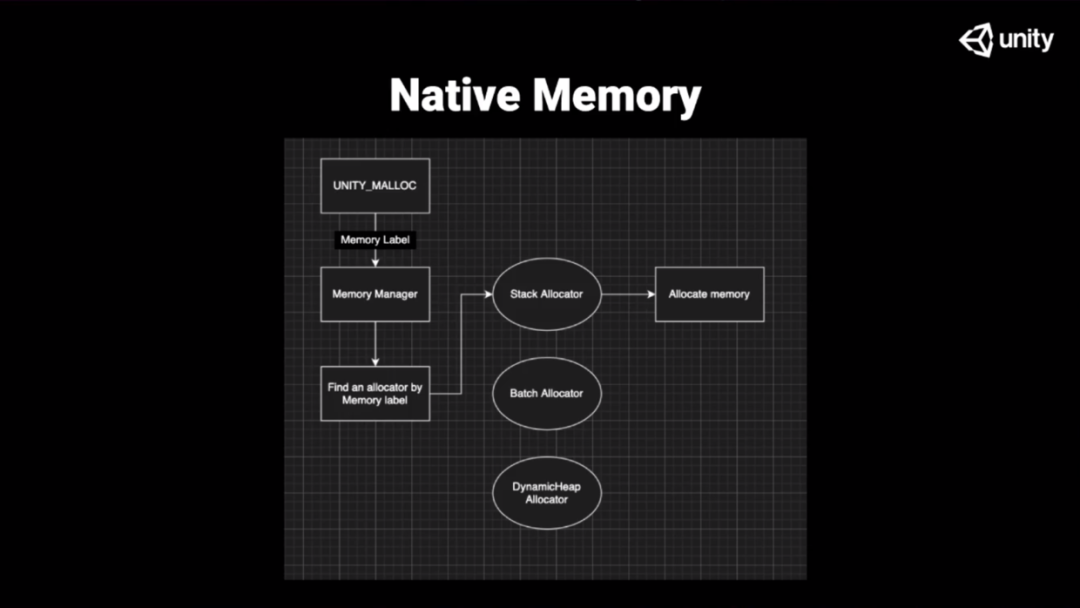 unity
Native Memory
UNITY_MALLOC
Memory Label
Memory Manager
Find an allocator by
Memory label
Stack Allocator
Allocate memory
Batch Allocator
DynamicHeap
Allocator